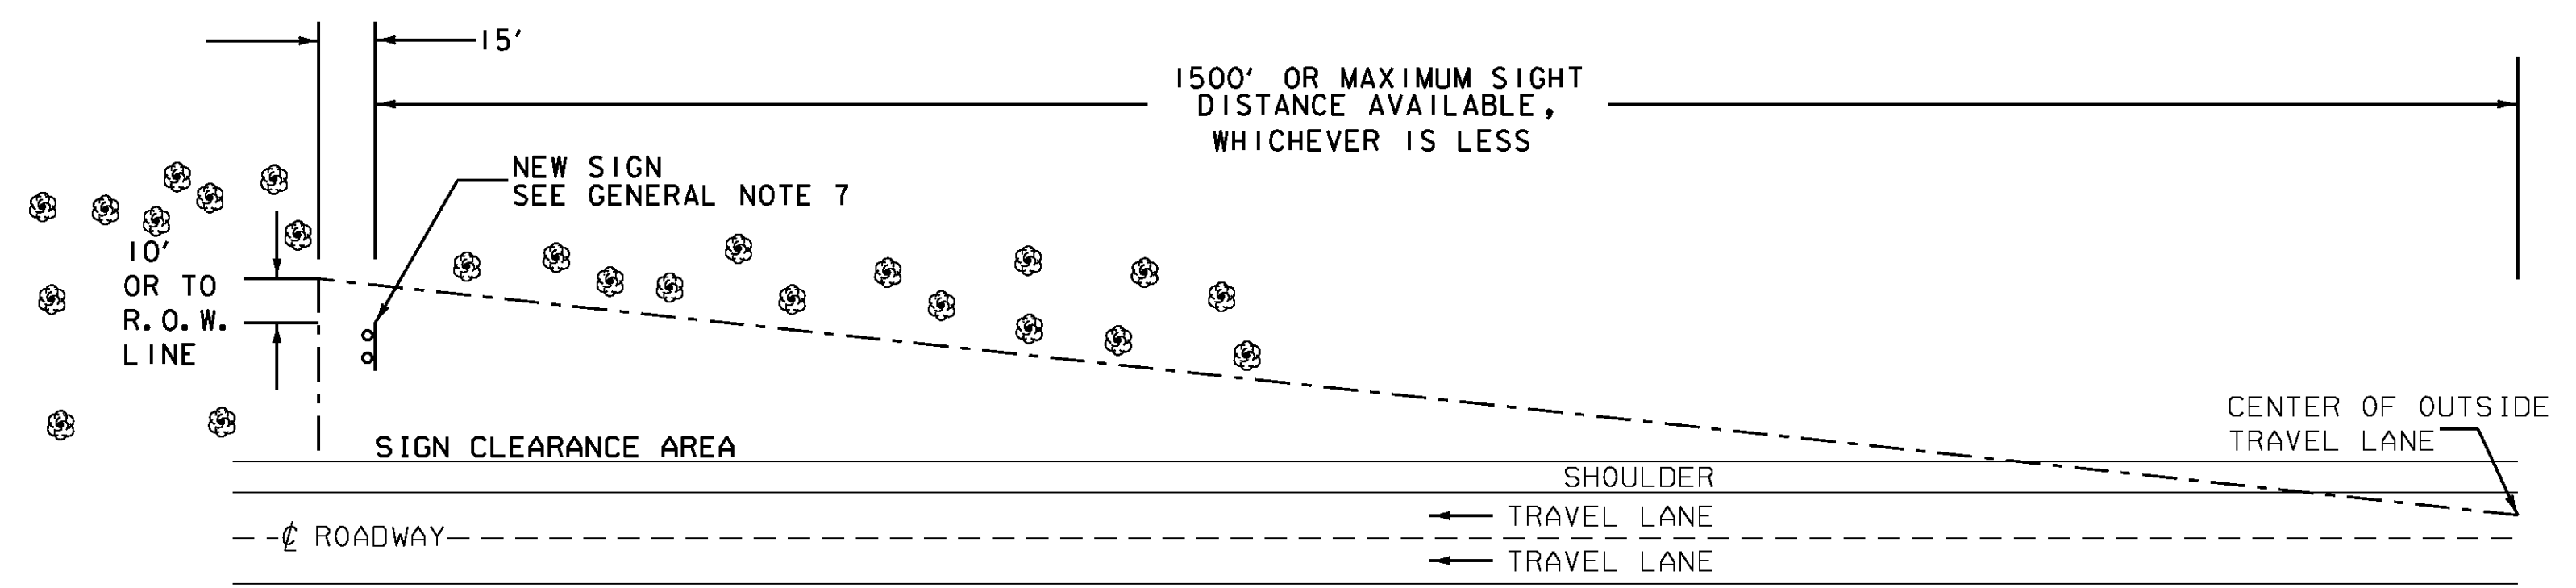 15'
1500' OR MAXIMUM SIGHT
DISTANCE AVAILABLE,
WHICHEVER IS LESS
NEW SIGN
SEE GENERAL NOTE 7
10'
OR TO
R.O.W.
LINE
CENTER OF OUTSIDE
TRAVEL LANE
SIGN CLEARANCE AREA
SHOULDER
TRAVEL LANE
℄ ROADWAY
TRAVEL LANE